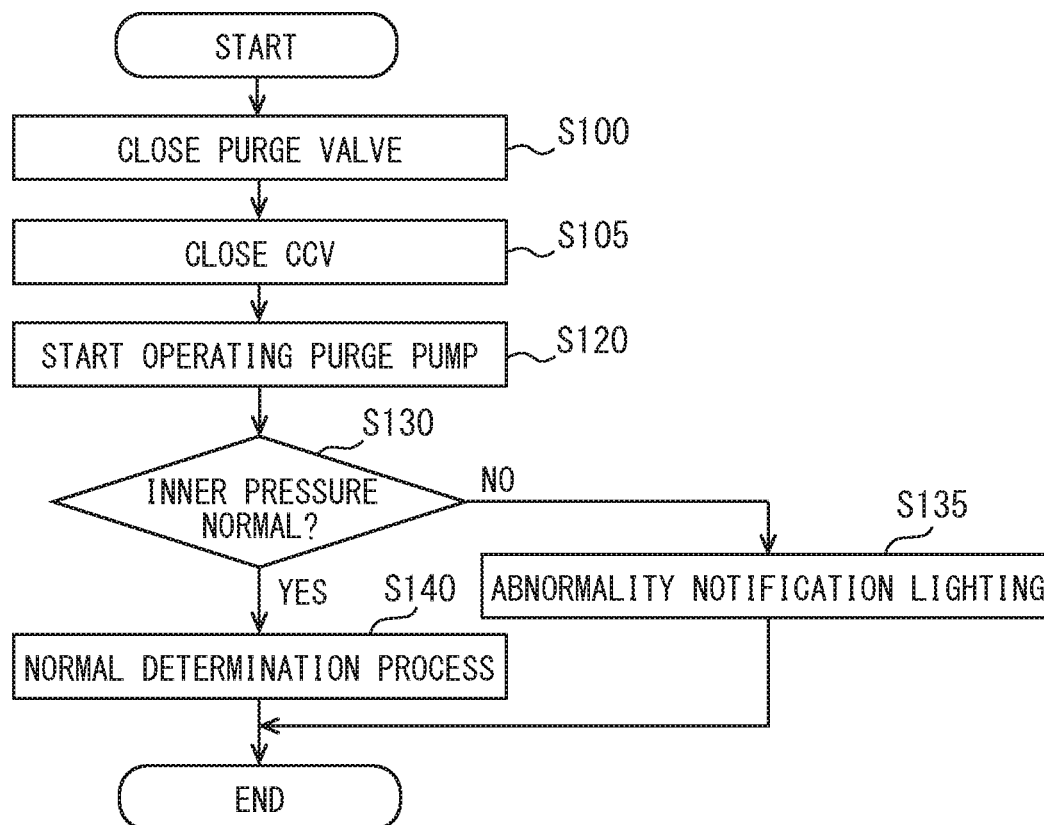 START
CLOSE PURGE VALVE
S100
CLOSE CCV
S105
START OPERATING PURGE PUMP
S120
S130
INNER PRESSURE
NORMAL?
NO
YES
S135
ABNORMALITY NOTIFICATION LIGHTING
S140
NORMAL DETERMINATION PROCESS
END